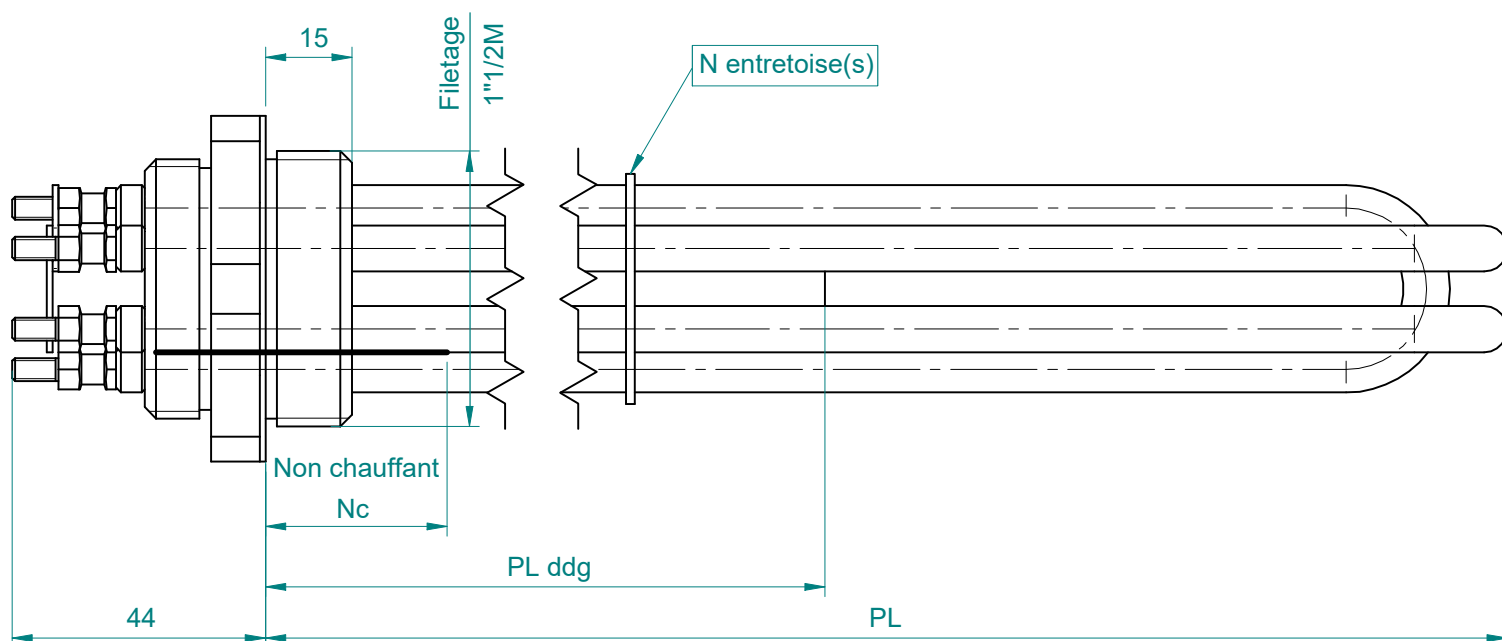 15
Filetage
1"1/2M
N entretoise(s)
Non chauffant
Nc
PL ddg
44
PL